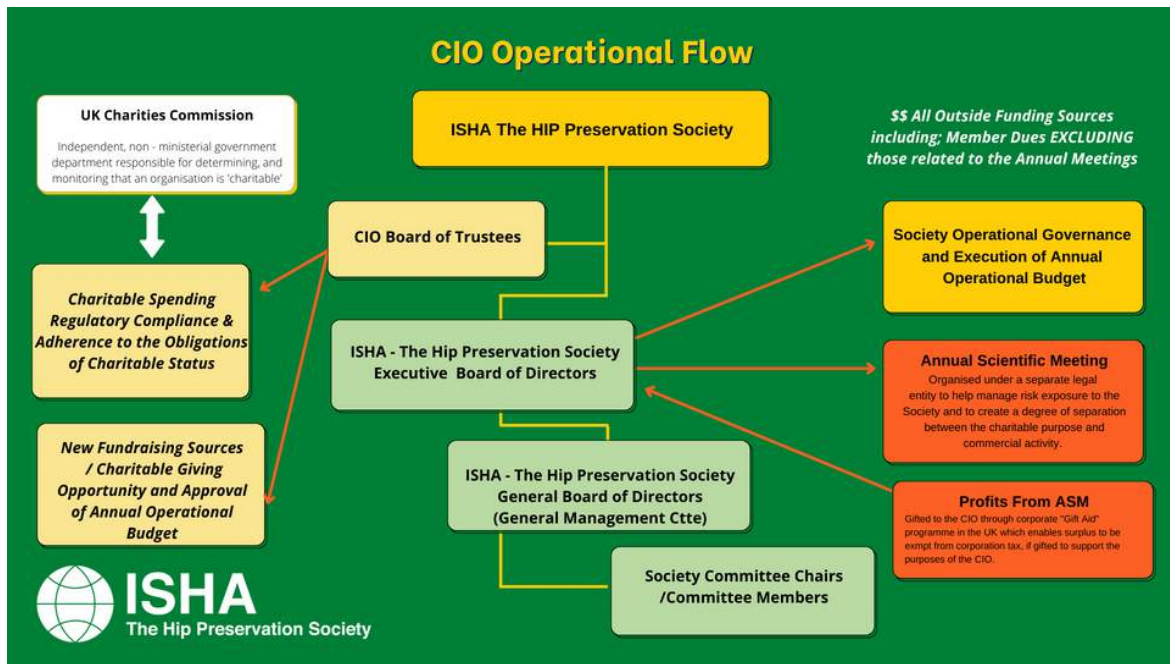 CIO Operational Flow
UK Charities Commission
Independent, non - ministerial government
department responsible for determining, and
monitoring that an organisation is 'charitable'
ISHA The HIP Preservation Society
$$ All Outside Funding Sources
including; Member Dues EXCLUDING
those related to the Annual Meetings
CIO Board of Trustees
Society Operational Governance
and Execution of Annual
Operational Budget
Charitable Spending
Regulatory Compliance &
Adherence to the Obligations
of Charitable Status
ISHA - The Hip Preservation Society
Executive Board of Directors
Annual Scientific Meeting
Organised under a separate legal
entity to help manage risk exposure to the
Society and to create a degree of separation
between the charitable purpose and
commercial activity.
New Fundraising Sources
/ Charitable Giving
Opportunity and Approval
of Annual Operational
Budget
ISHA - The Hip Preservation Society
General Board of Directors
(General Management Ctte)
Profits From ASM
Gifted to the CIO through corporate "Gift Aid"
programme in the UK which enables surplus to be
exmpt from corporation tax, if gifted to support the
purposes of the CIO.
Society Committee Chairs
/Committee Members
ISHA
The Hip Preservation Society